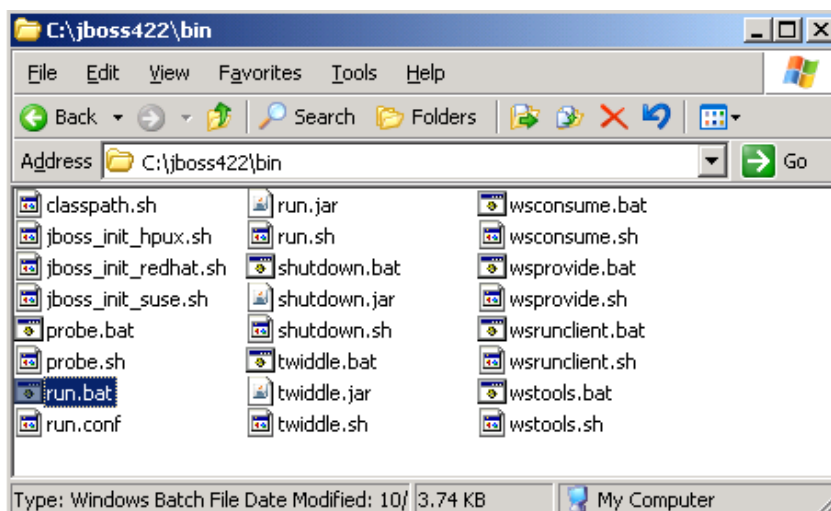 C:\jboss422\bin
File Edit View Favorites Tools Help
Back Search Folders
Address C:\jboss422\bin Go
classpath.sh run.jar wsconsume.bat
jboss_init_hpux.sh run.sh wsconsume.sh
jboss_init_redhat.sh shutdown.bat wsprovide.bat
jboss_init_suse.sh shutdown.jar wsprovide.sh
probe.bat shutdown.sh wsrunclient.bat
probe.sh twiddle.bat wsrunclient.sh
run.bat twiddle.jar wstools.bat
run.conf twiddle.sh wstools.sh
Type: Windows Batch File Date Modified: 10/ 3.74 KB My Computer